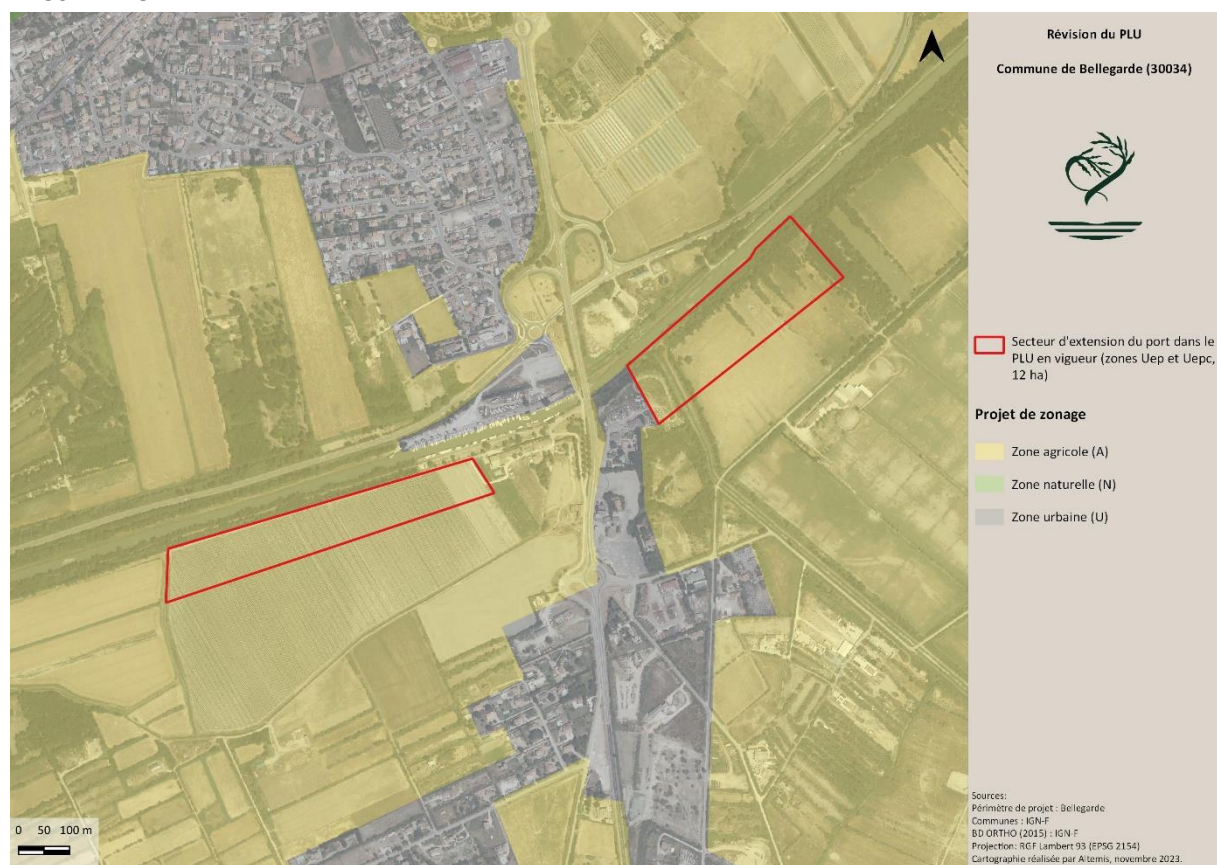 Révision du PLU
Commune de Bellegarde (30034)
Secteur d'extension du port dans le
PLU en vigueur (zones Uep et Uepc,
12 ha)
Projet de zonage
Zone agricole (A)
Zone naturelle (N)
Zone urbaine (U)
0 50 100 m
Sources:
Périmètre de projet : Bellegarde
Communes : IGN-F
BD ORTHO (2015) : IGN-F
Projection: RGF Lambert 93 (EPSG 2154)
Cartographie réalisée par Altemis, novembre 2023.